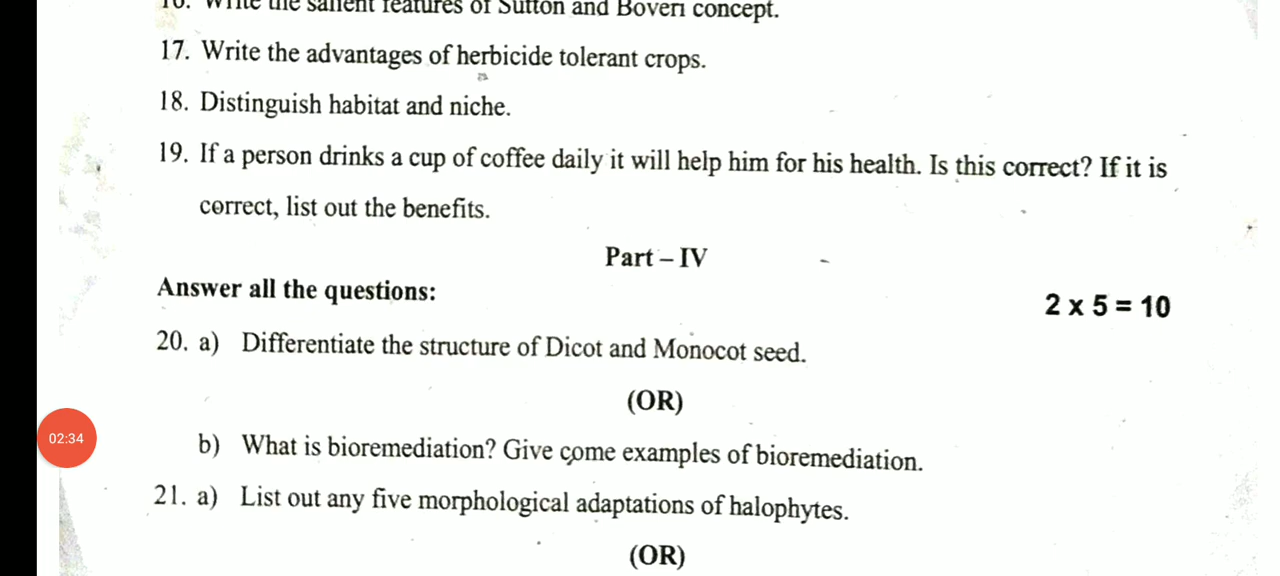 16. Write the salient features of Sutton and Boveri concept.
17. Write the advantages of herbicide tolerant crops.
18. Distinguish habitat and niche.
19. If a person drinks a cup of coffee daily it will help him for his health. Is this correct? If it is
correct, list out the benefits.
Part – IV
Answer all the questions:
2 x 5 = 10
20. a) Differentiate the structure of Dicot and Monocot seed.
(OR)
02:34
b) What is bioremediation? Give come examples of bioremediation.
21. a) List out any five morphological adaptations of halophytes.
(OR)